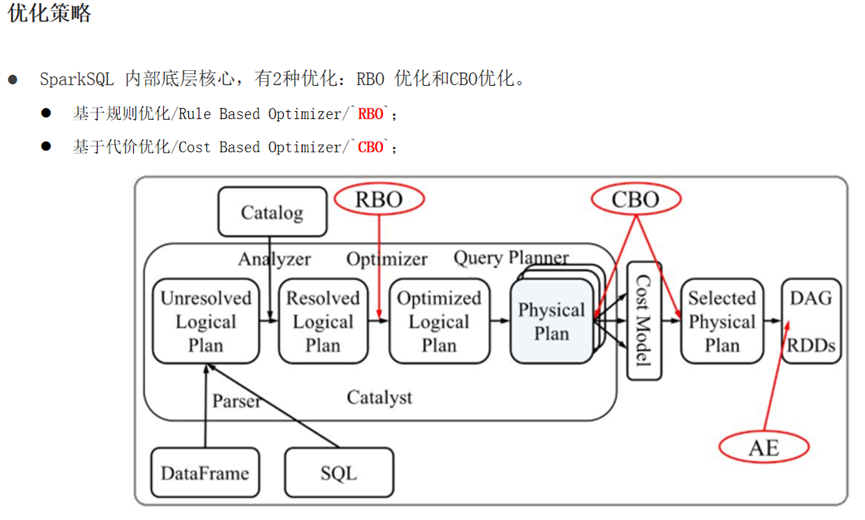 优化策略
● SparkSQL 内部底层核心，有2种优化：RBO 优化和CBO优化。
● 基于规则优化/Rule Based Optimizer/`RBO`；
● 基于代价优化/Cost Based Optimizer/`CBO`；
RBO
CBO
Catalog
Analyzer
Optimizer
Query Planner
Unresolved
Logical
Plan
Resolved
Logical
Plan
Optimized
Logical
Plan
Physical
Plan
Cost Model
Selected
Physical
Plan
DAG
RDDs
Parser
Catalyst
AE
DataFrame
SQL